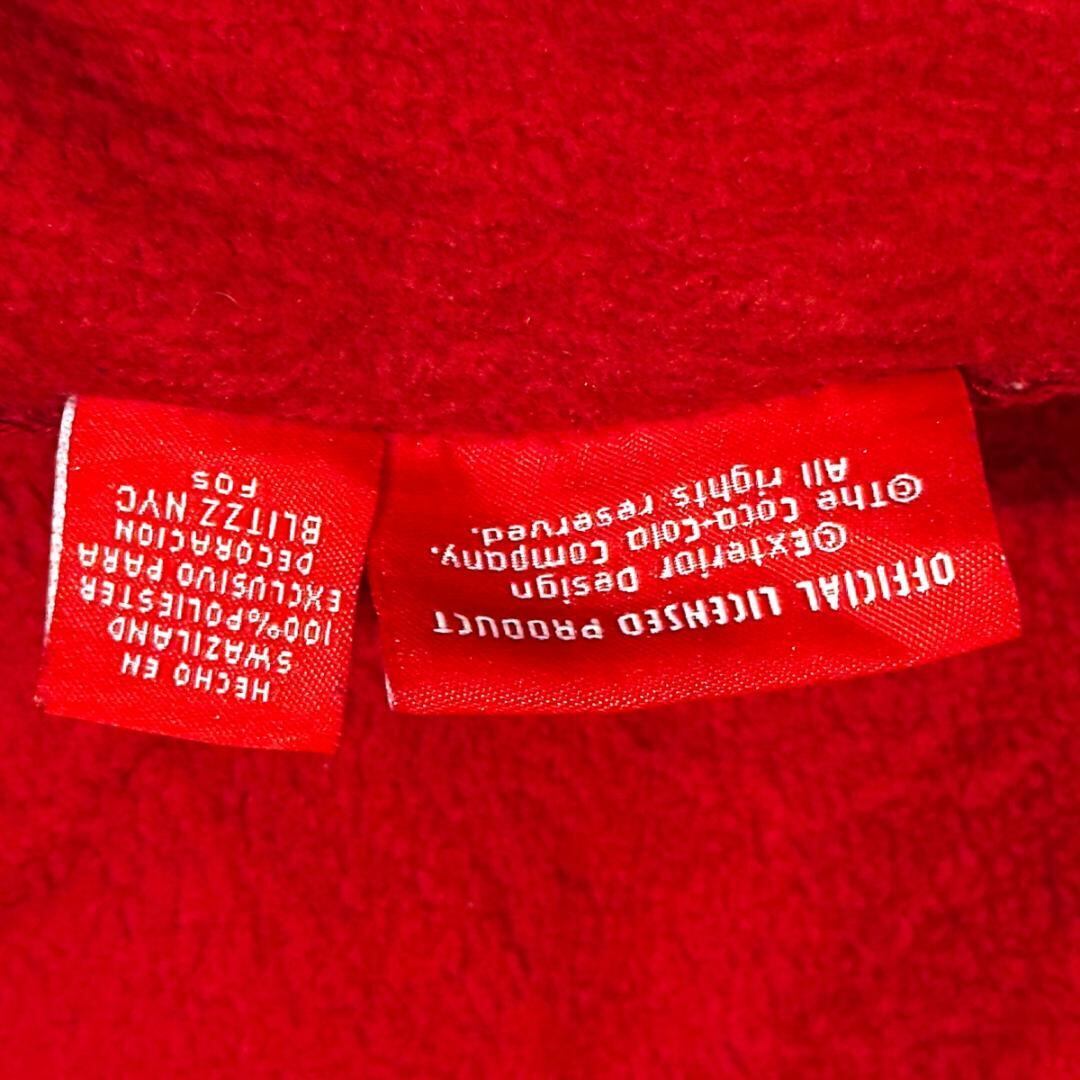 HECHO EN
SWAZILAND
100%POLIESTER
EXCLUSIVO PARA
DECORACION
BLITZZ NYC
F05
OFFICIAL LICENSED PRODUCT
©Exterior Design
©The Coca-Cola Company.
All rights reserved.